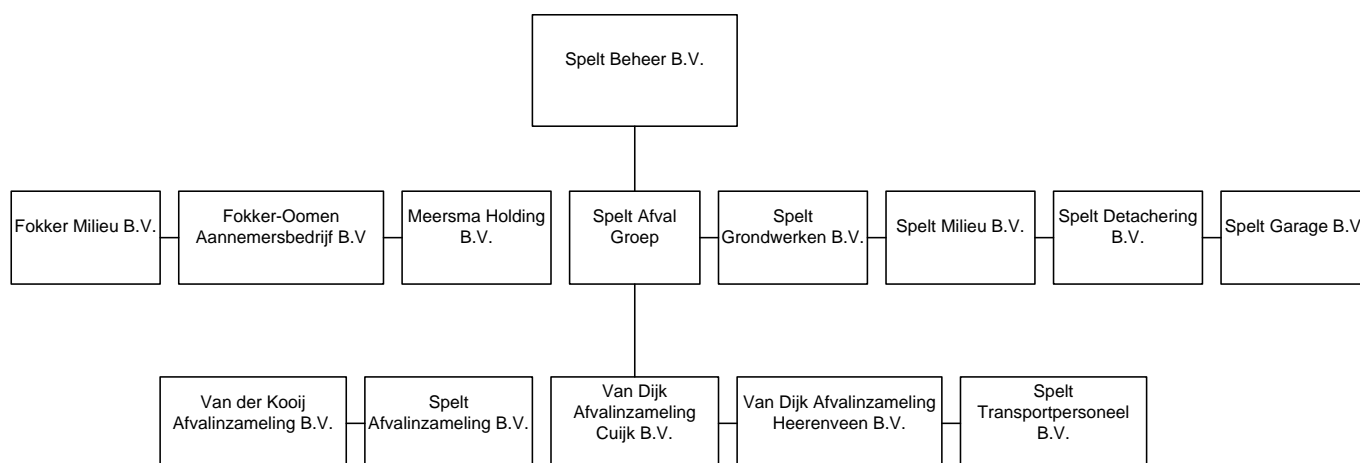 Spelt Beheer B.V.
Fokker Milieu B.V.
Fokker-Oomen
Aannemersbedrijf B.V
Meersma Holding
B.V.
Spelt Afval
Groep
Spelt
Grondwerken B.V.
Spelt Milieu B.V.
Spelt Detachering
B.V.
Spelt Garage B.V
Van der Kooij
Afvalinzameling B.V.
Spelt
Afvalinzameling B.V.
Van Dijk
Afvalinzameling
Cuijk B.V.
Van Dijk Afvalinzameling
Heerenveen B.V.
Spelt
Transportpersoneel
B.V.